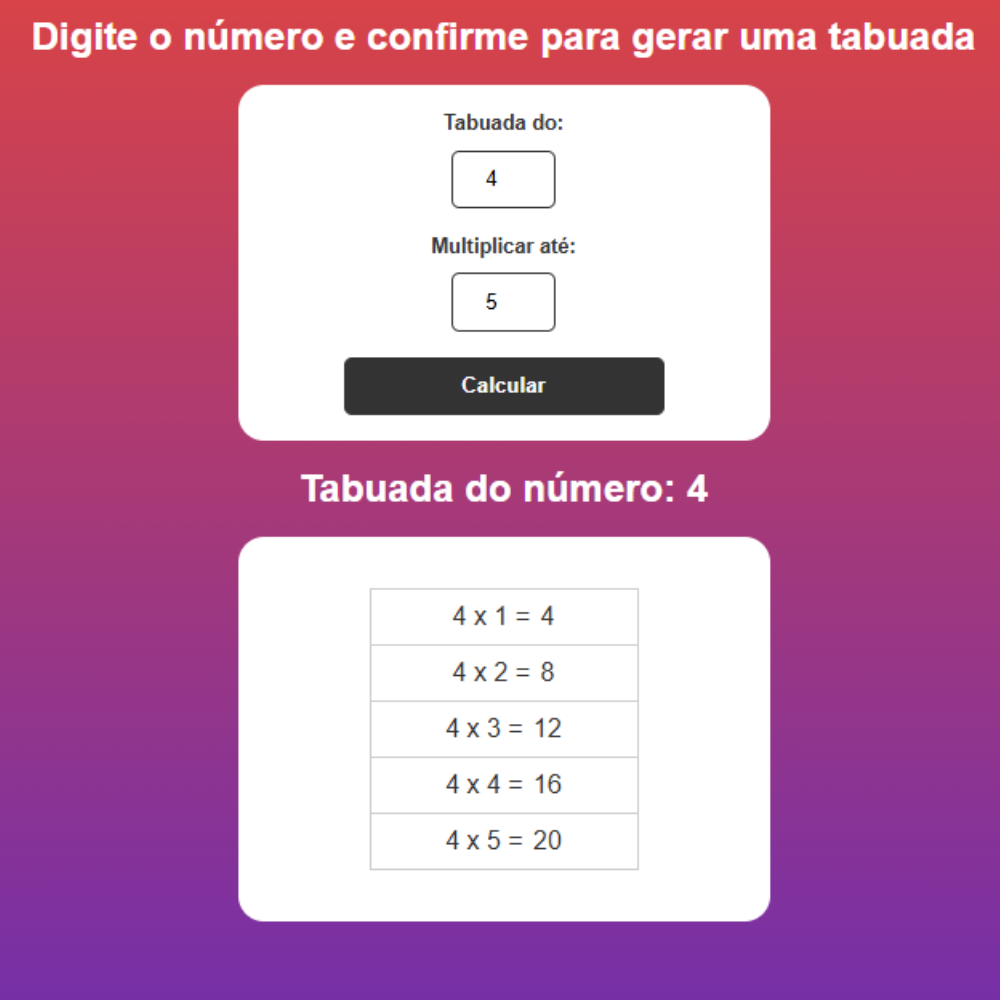 Digite o número e confirme para gerar uma tabuada
Tabuada do:
4
Multiplicar até:
5
Calcular
Tabuada do número: 4
4 x 1 = 4
4 x 2 = 8
4 x 3 = 12
4 x 4 = 16
4 x 5 = 20